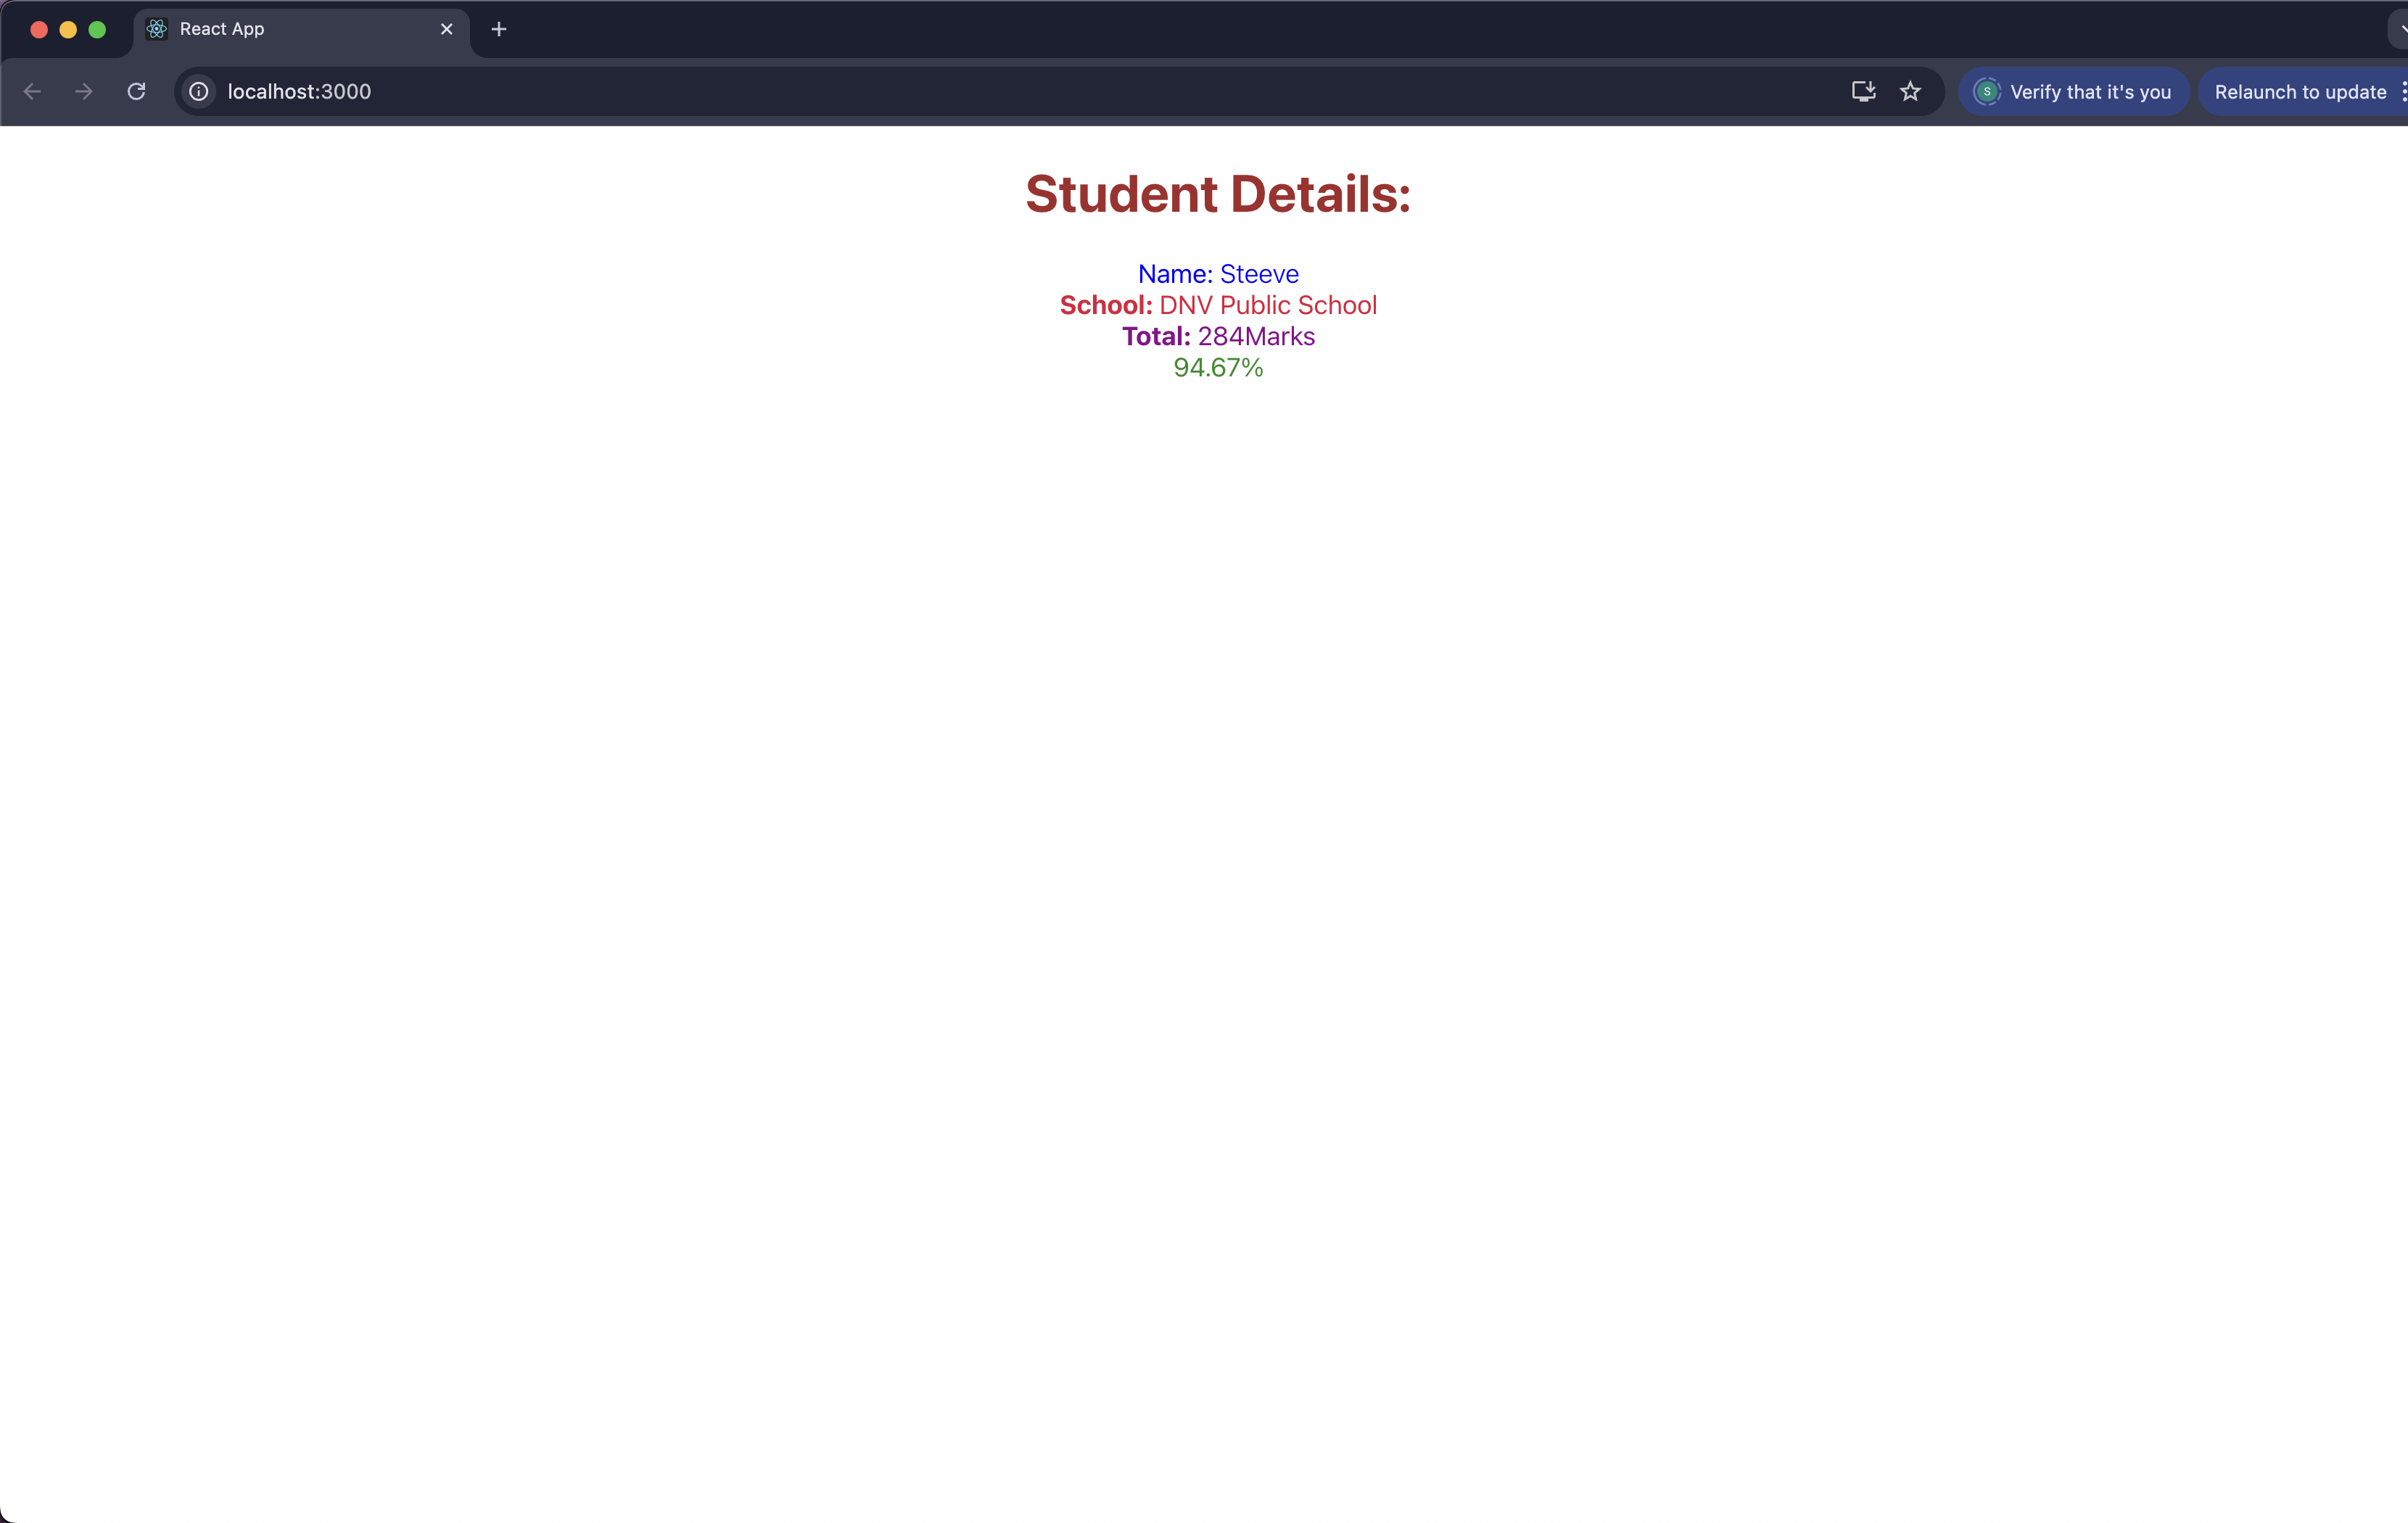 React App
localhost:3000
S Verify that it's you
Relaunch to update
Student Details:
Name: Steeve
School: DNV Public School
Total: 284Marks
94.67%